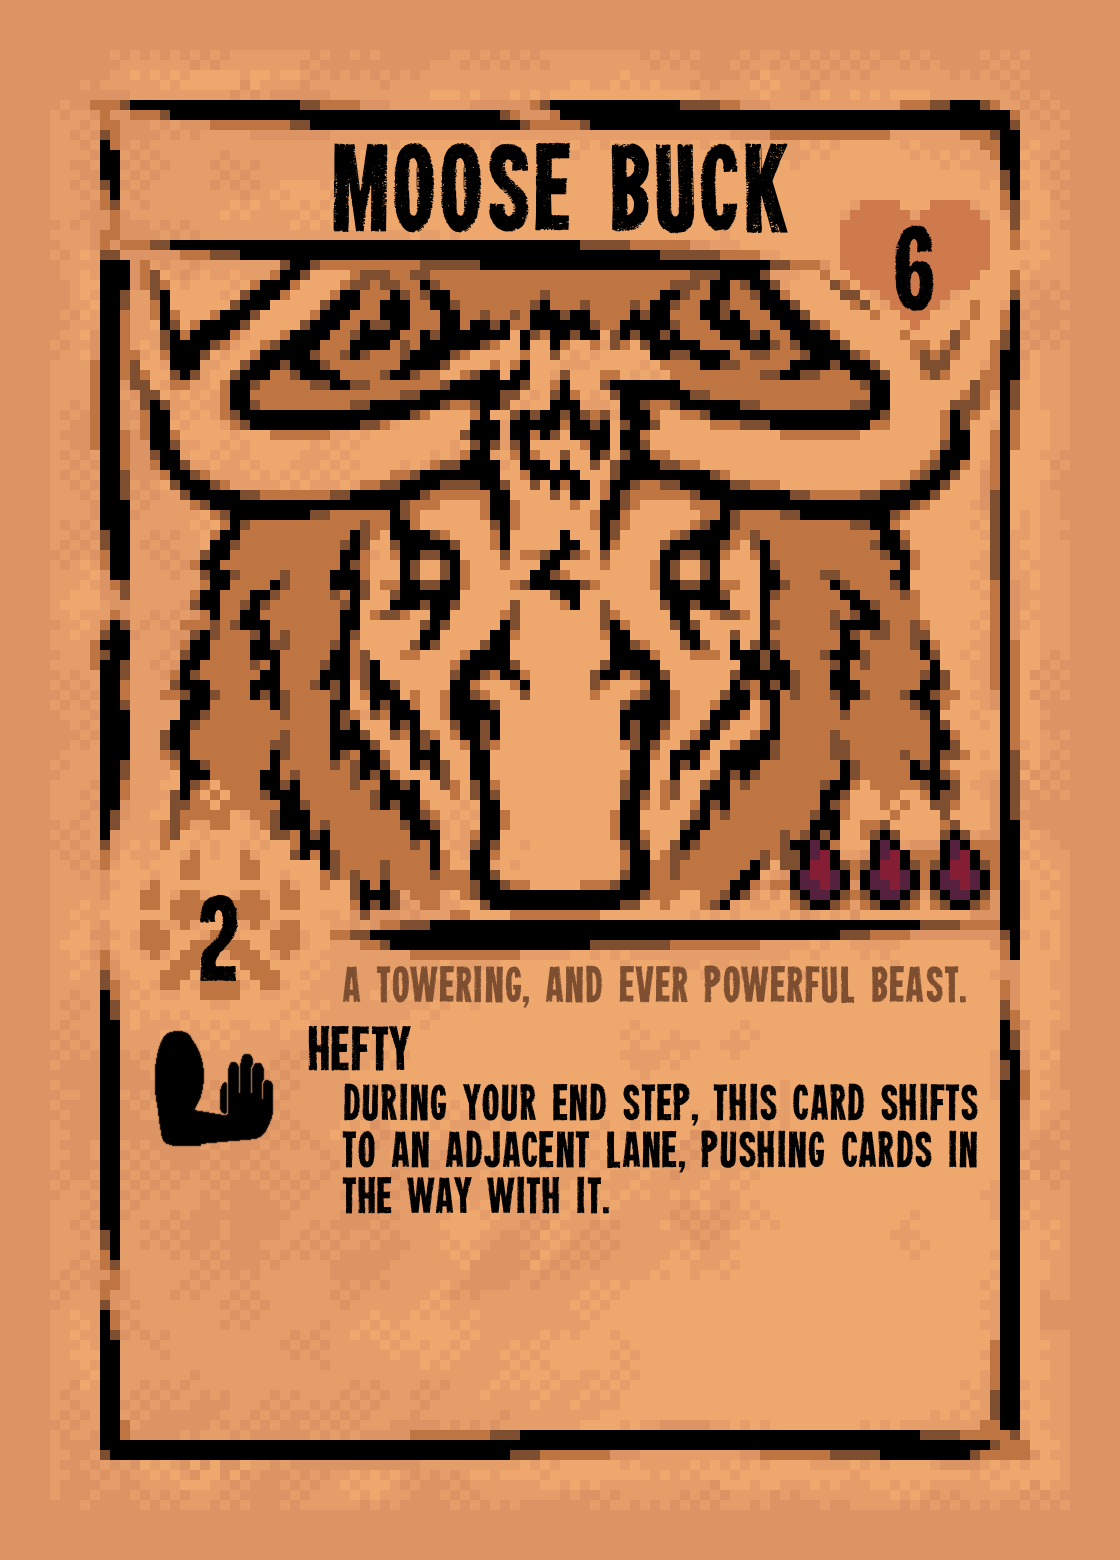 MOOSE BUCK
6
2
A TOWERING, AND EVER POWERFUL BEAST.
HEFTY
DURING YOUR END STEP, THIS CARD SHIFTS
TO AN ADJACENT LANE, PUSHING CARDS IN
THE WAY WITH IT.